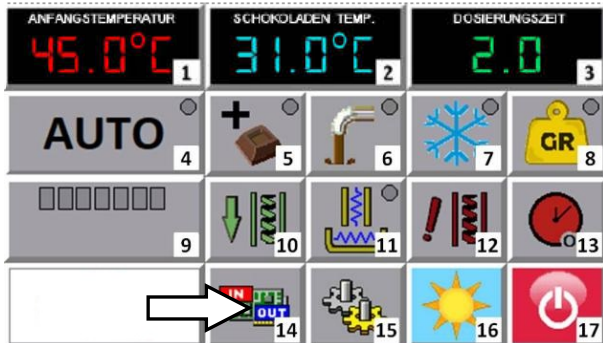 ANFANGSTEMPERATUR
SCHOKOLADEN TEMP.
DOSIERUNGSZEIT
45.0°C
1
31.0°C
2
2.0
3
AUTO
4
5
6
7
GR
8
9
10
11
!
12
13
IN
OUT
14
15
16
17